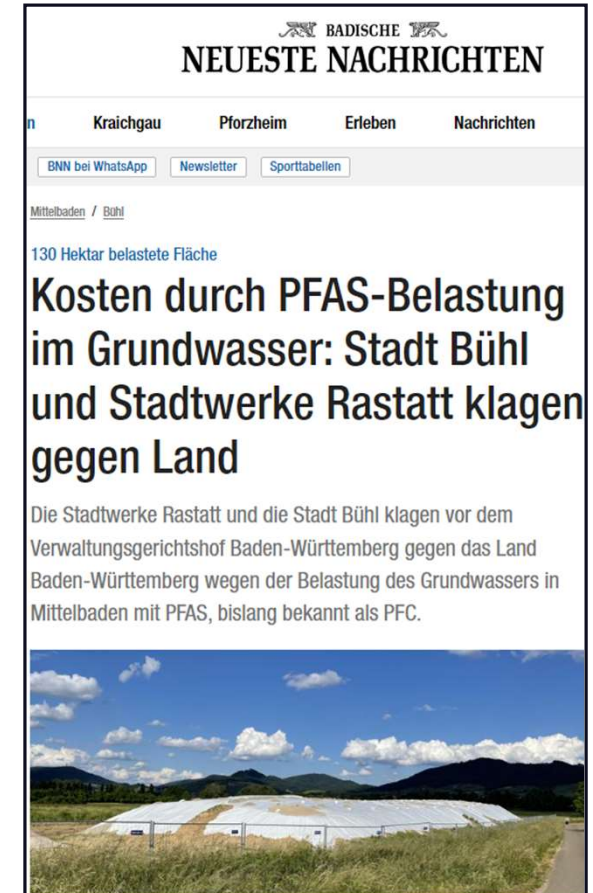 BADISCHE
NEUESTE NACHRICHTEN
n Kraichgau Pforzheim Erleben Nachrichten
BNN bei WhatsApp Newsletter Sporttabellen
Mittelbaden / Bühl
130 Hektar belastete Fläche
Kosten durch PFAS-Belastung
im Grundwasser: Stadt Bühl
und Stadtwerke Rastatt klagen
gegen Land
Die Stadtwerke Rastatt und die Stadt Bühl klagen vor dem
Verwaltungsgerichtshof Baden-Württemberg gegen das Land
Baden-Württemberg wegen der Belastung des Grundwassers in
Mittelbaden mit PFAS, bislang bekannt als PFC.